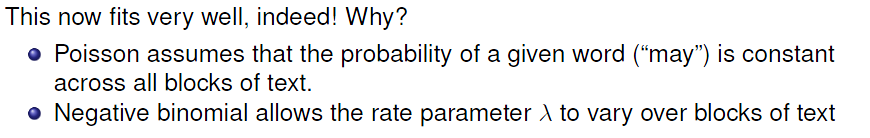 This now fits very well, indeed! Why?
Poisson assumes that the probability of a given word (“may”) is constant
across all blocks of text.
Negative binomial allows the rate parameter λ to vary over blocks of text